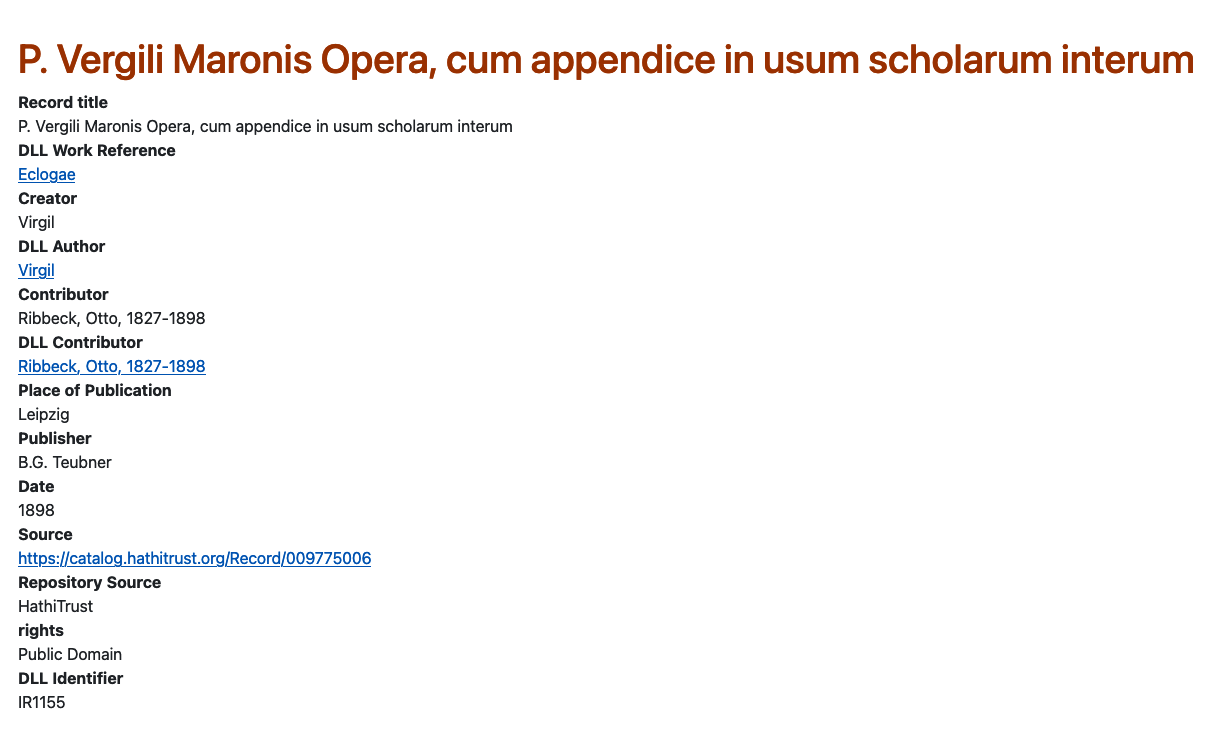 P. Vergili Maronis Opera, cum appendice in usum scholarum interum
Record title
P. Vergili Maronis Opera, cum appendice in usum scholarum interum
DLL Work Reference
Eclogae
Creator
Virgil
DLL Author
Virgil
Contributor
Ribbeck, Otto, 1827-1898
DLL Contributor
Ribbeck, Otto, 1827-1898
Place of Publication
Leipzig
Publisher
B.G. Teubner
Date
1898
Source
https://catalog.hathitrust.org/Record/009775006
Repository Source
HathiTrust
rights
Public Domain
DLL Identifier
IR1155